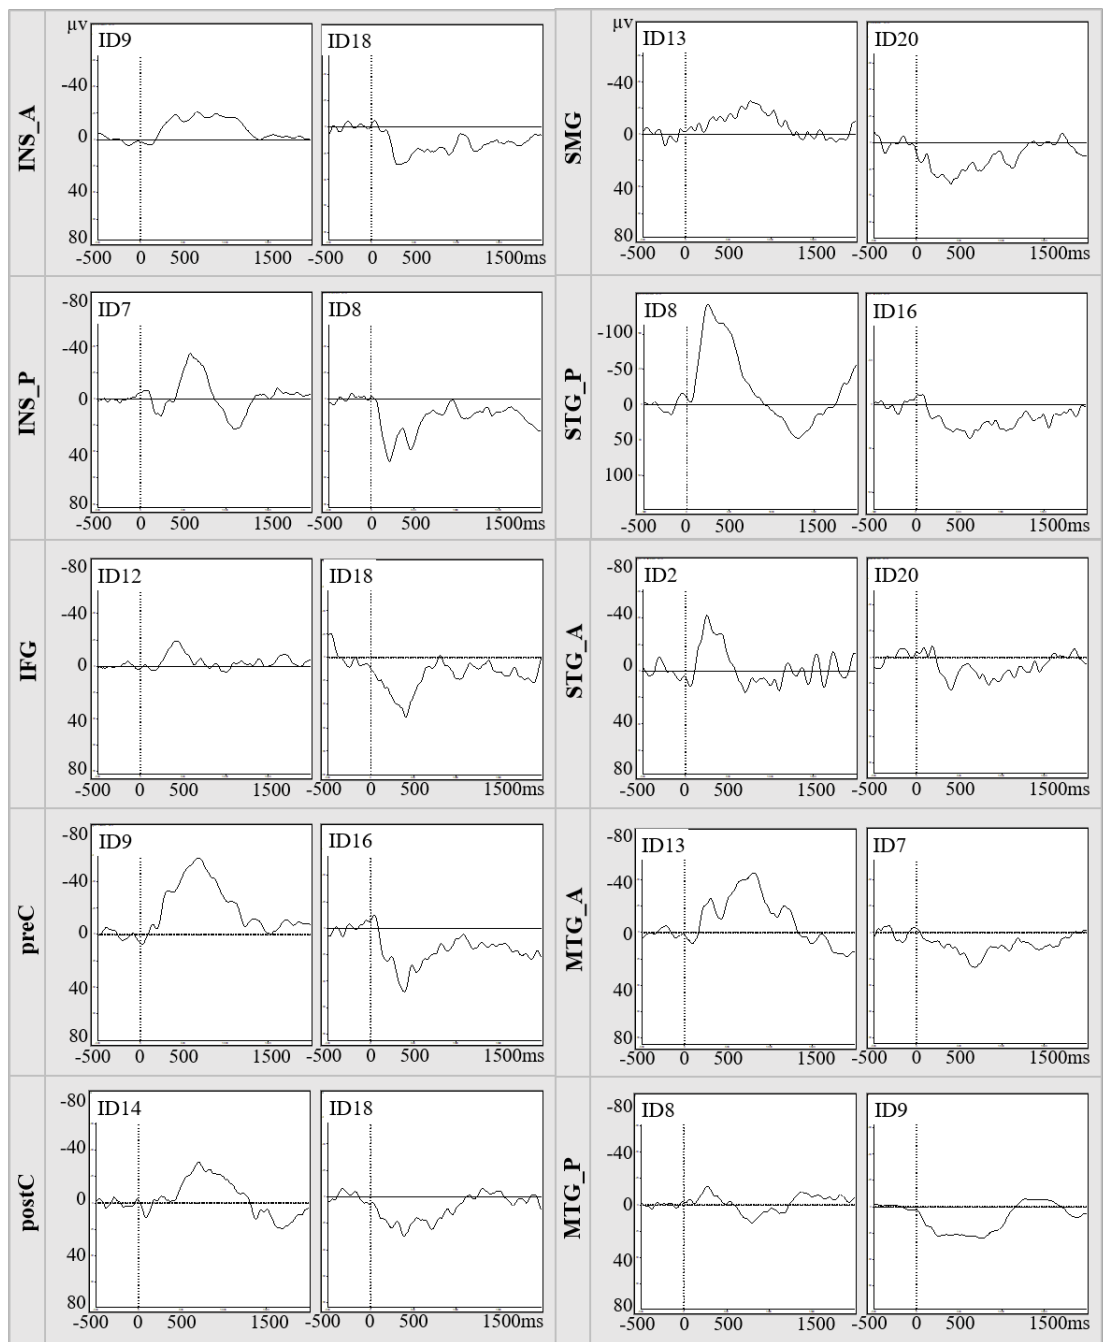 µv
ID9
ID18
-40
0
40
80
INS_A
-500 0 500 1500
-500 0 1500ms
µv
ID13
ID20
-40
0
40
80
SMG
-500 0 500 1500
-500 0 500 1500ms
-80
ID7
ID8
-40
0
40
80
INS_P
-500 0 500 1500
-500 0 500 1500ms
ID8
ID16
-100
-50
0
50
100
STG_P
-500 0 500 1500
-500 0 500 1500ms
-80
ID12
ID18
-40
0
40
80
IFG
-500 0 500 1500
-500 0 500 1500ms
-80
ID2
ID20
-40
0
40
80
STG_A
-500 0 500 1500
-500 0 500 1500ms
-80
ID9
ID16
-40
0
40
80
preC
-500 0 500 1500
-500 0 500 1500ms
-80
ID13
ID7
-40
0
40
80
MTG_A
-500 0 500 1500
-500 0 500 1500ms
-80
ID14
ID18
-40
0
40
80
postC
-500 0 500 1500
-500 0 500 1500ms
-80
ID8
ID9
-40
0
40
80
MTG_P
-500 0 500 1500
-500 0 500 1500ms